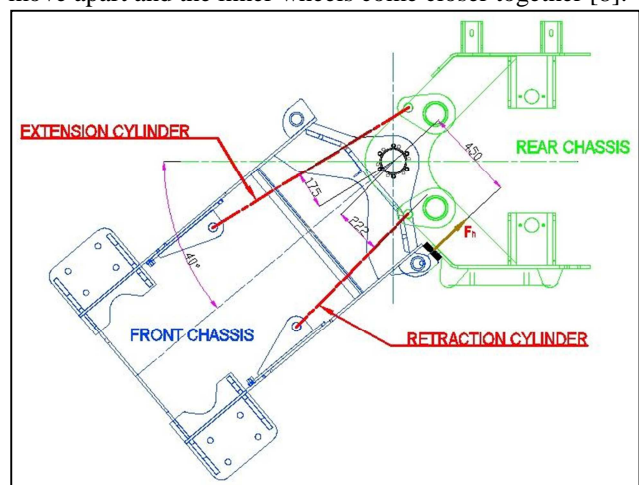 move apart and the inner wheels come closer together [8].
EXTENSION CYLINDER
REAR CHASSIS
450
175
222
Fh
40°
FRONT CHASSIS
RETRACTION CYLINDER